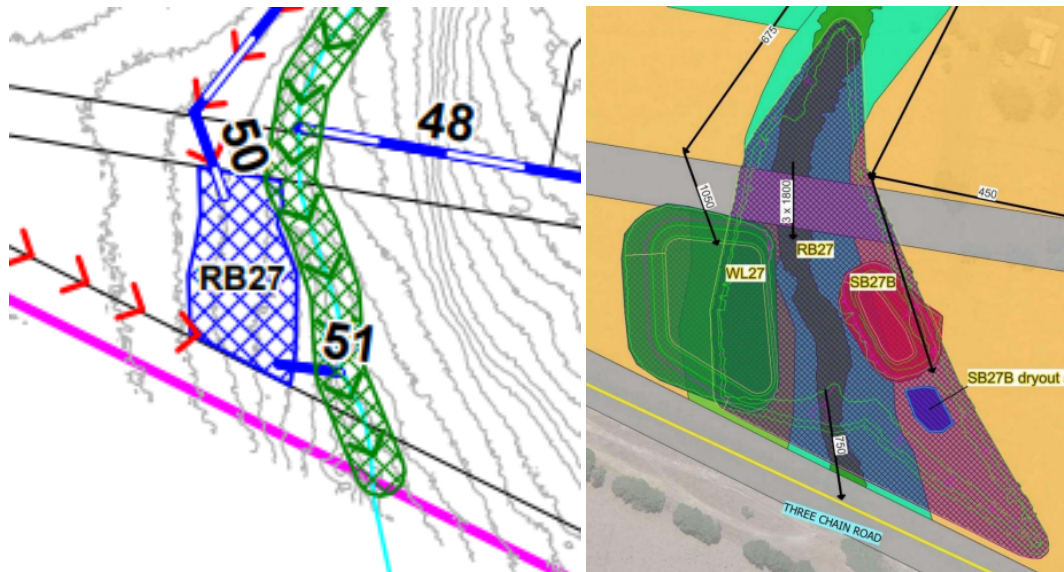 50
48
RB27
51
675
1050
3 x 1800
450
RB27
WL27
SB27B
SB27B dryout
750
THREE CHAIN ROAD